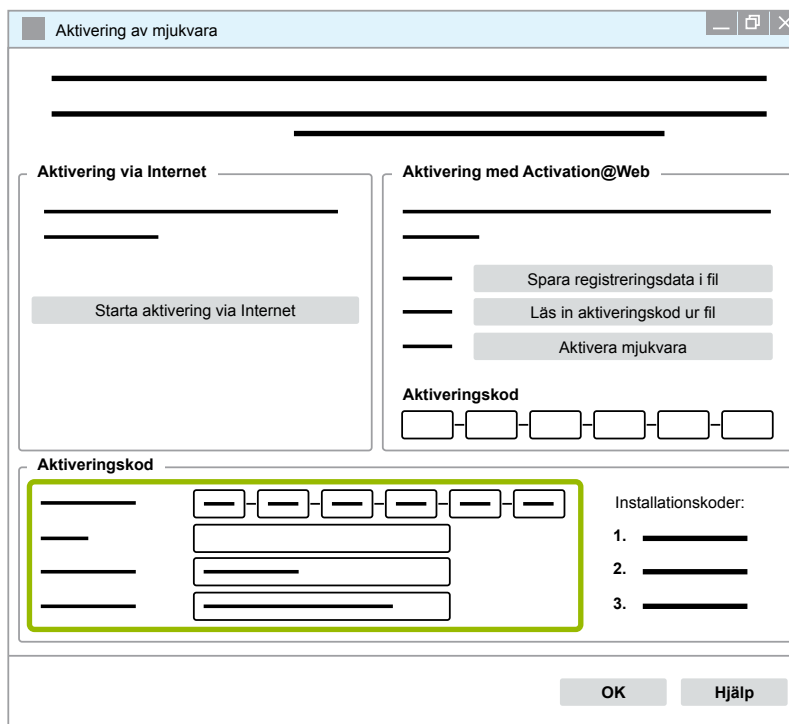 Aktivering av mjukvara
Aktivering via Internet
Starta aktivering via Internet
Aktivering med Activation@Web
Spara registreringsdata i fil
Läs in aktiveringskod ur fil
Aktivera mjukvara
Aktiveringskod
Aktiveringskod
Installationskoder:
1.
2.
3.
OK
Hjälp